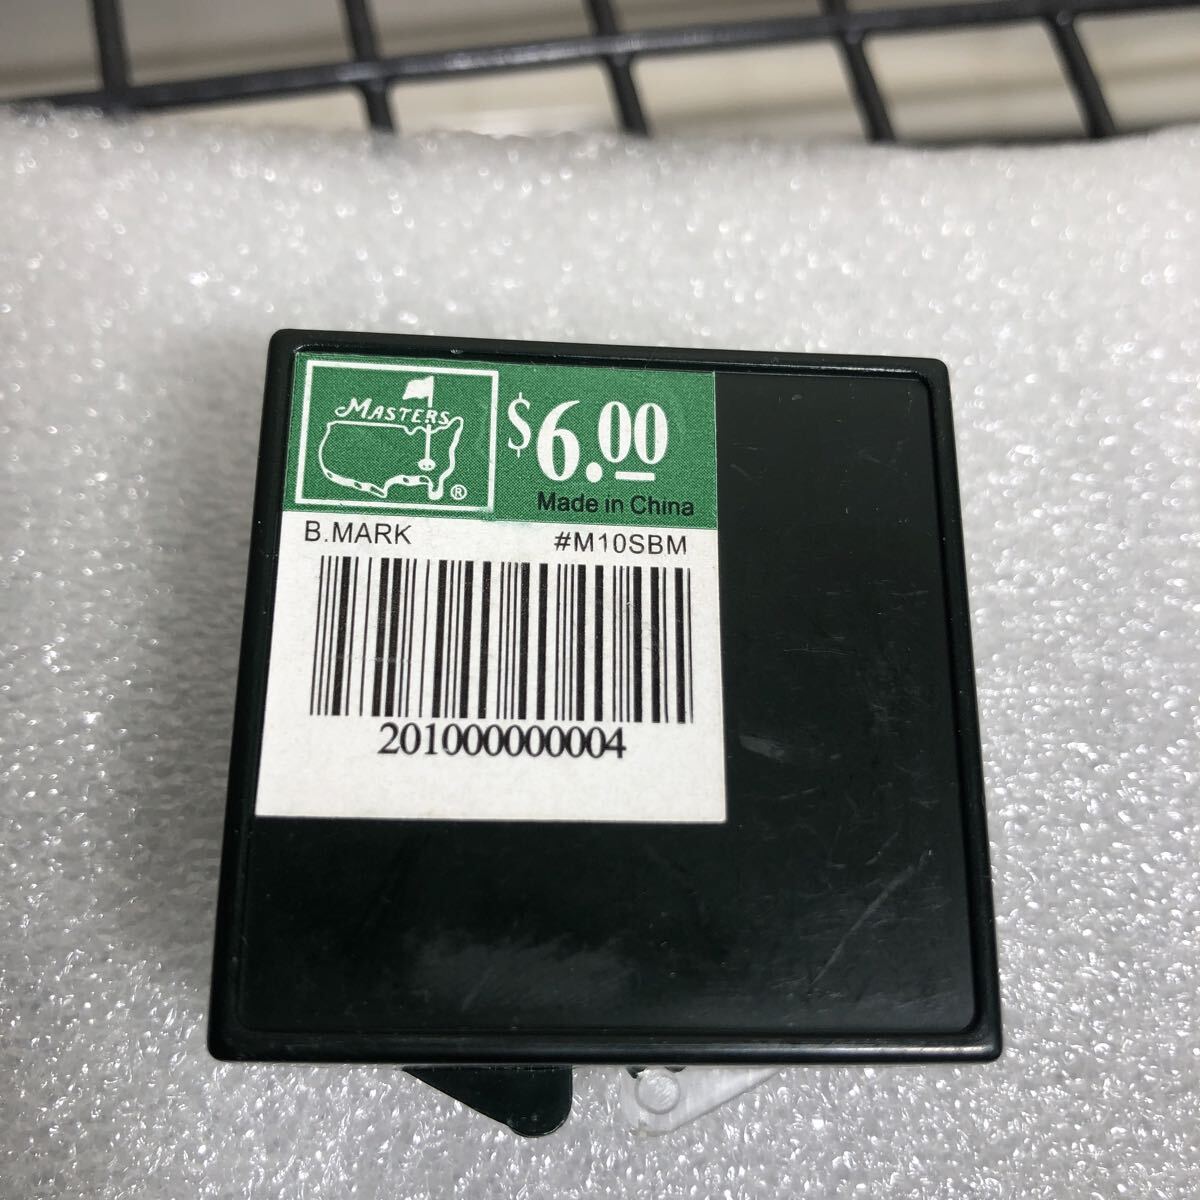 MASTERS
®
$6.00
Made in China
B.MARK #M10SBM
201000000004